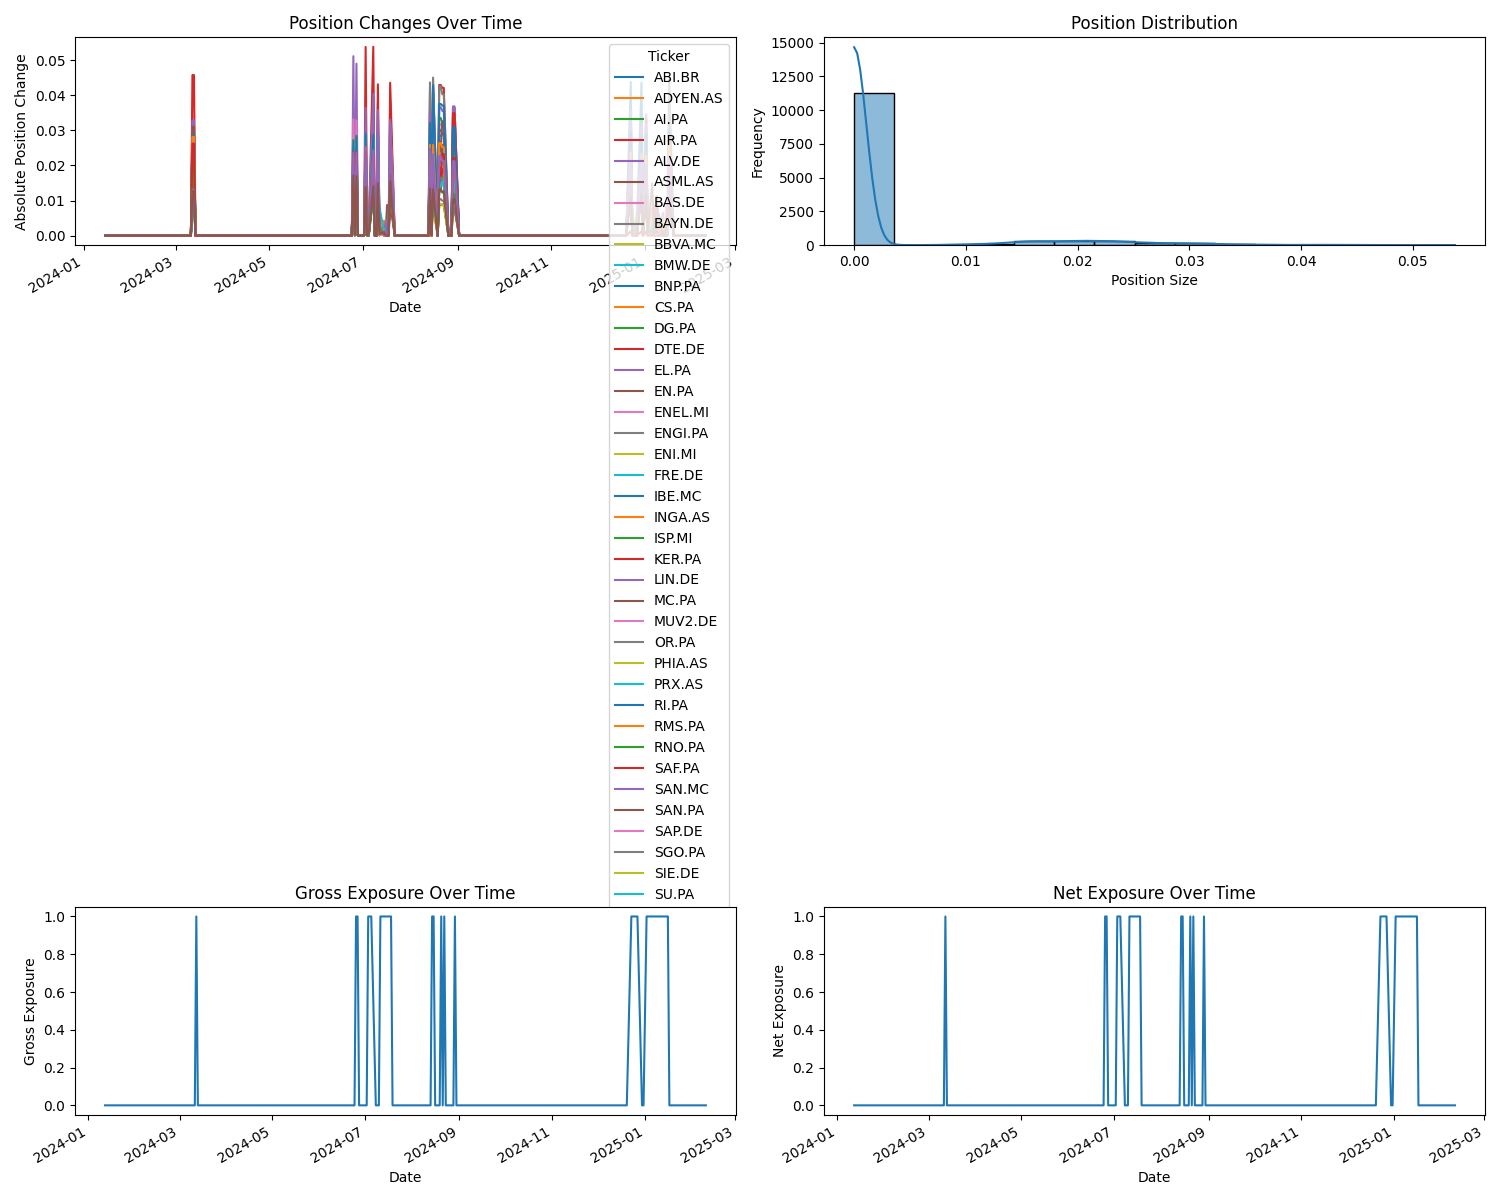 Position Changes Over Time
Absolute Position Change
0.05
0.04
0.03
0.02
0.01
0.00
2024-01
2024-03
2024-05
2024-07
2024-09
2024-11
2025-01
2025-03
Date
Ticker
ABI.BR
ADYEN.AS
AI.PA
AIR.PA
ALV.DE
ASML.AS
BAS.DE
BAYN.DE
BBVA.MC
BMW.DE
BNP.PA
CS.PA
DG.PA
DTE.DE
EL.PA
EN.PA
ENEL.MI
ENGI.PA
ENI.MI
FRE.DE
IBE.MC
INGA.AS
ISP.MI
KER.PA
LIN.DE
MC.PA
MUV2.DE
OR.PA
PHIA.AS
PRX.AS
RI.PA
RMS.PA
RNO.PA
SAF.PA
SAN.MC
SAN.PA
SAP.DE
SGO.PA
SIE.DE
SU.PA
Position Distribution
Frequency
15000
12500
10000
7500
5000
2500
0
0.00
0.01
0.02
0.03
0.04
0.05
Position Size
Gross Exposure Over Time
Gross Exposure
1.0
0.8
0.6
0.4
0.2
0.0
2024-01
2024-03
2024-05
2024-07
2024-09
2024-11
2025-01
2025-03
Date
Net Exposure Over Time
Net Exposure
1.0
0.8
0.6
0.4
0.2
0.0
2024-01
2024-03
2024-05
2024-07
2024-09
2024-11
2025-01
2025-03
Date